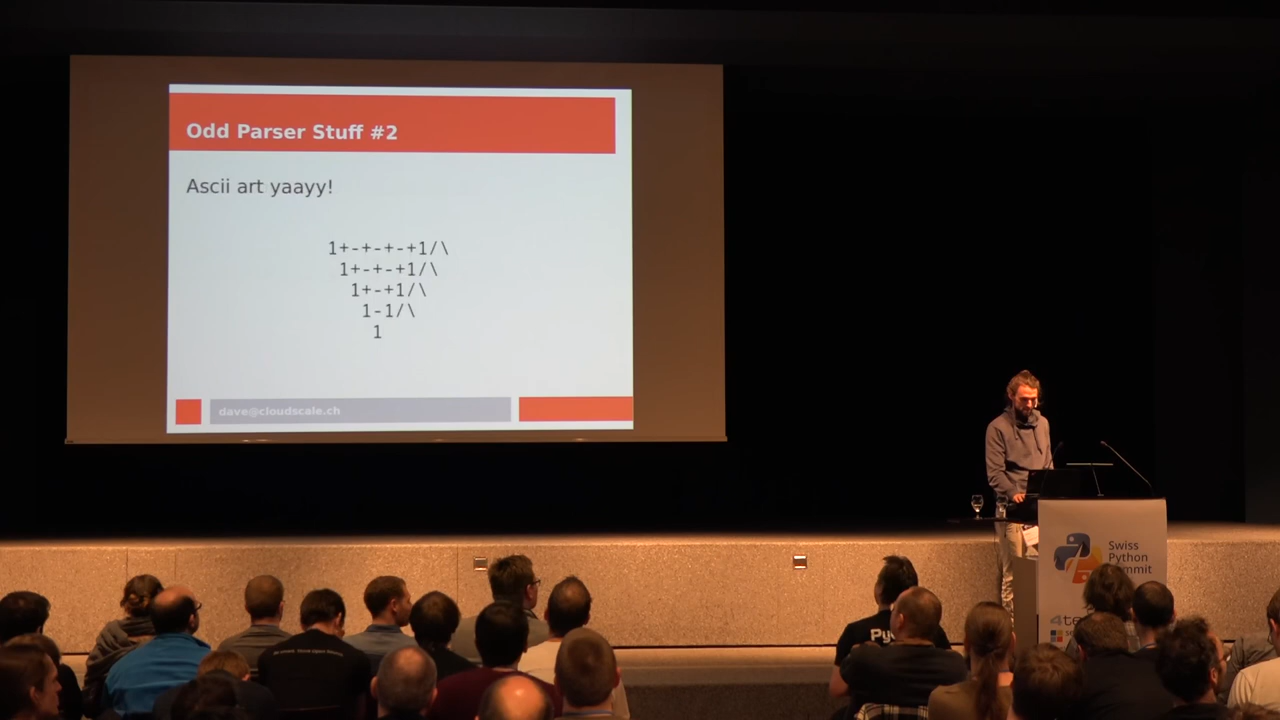 Odd Parser Stuff #2
Ascii art yaayy!
1+-+-+-+1/\
1+-+-+1/\
1+-+1/\
1-1/\
1
dave@cloudscale.ch
Swiss
Python